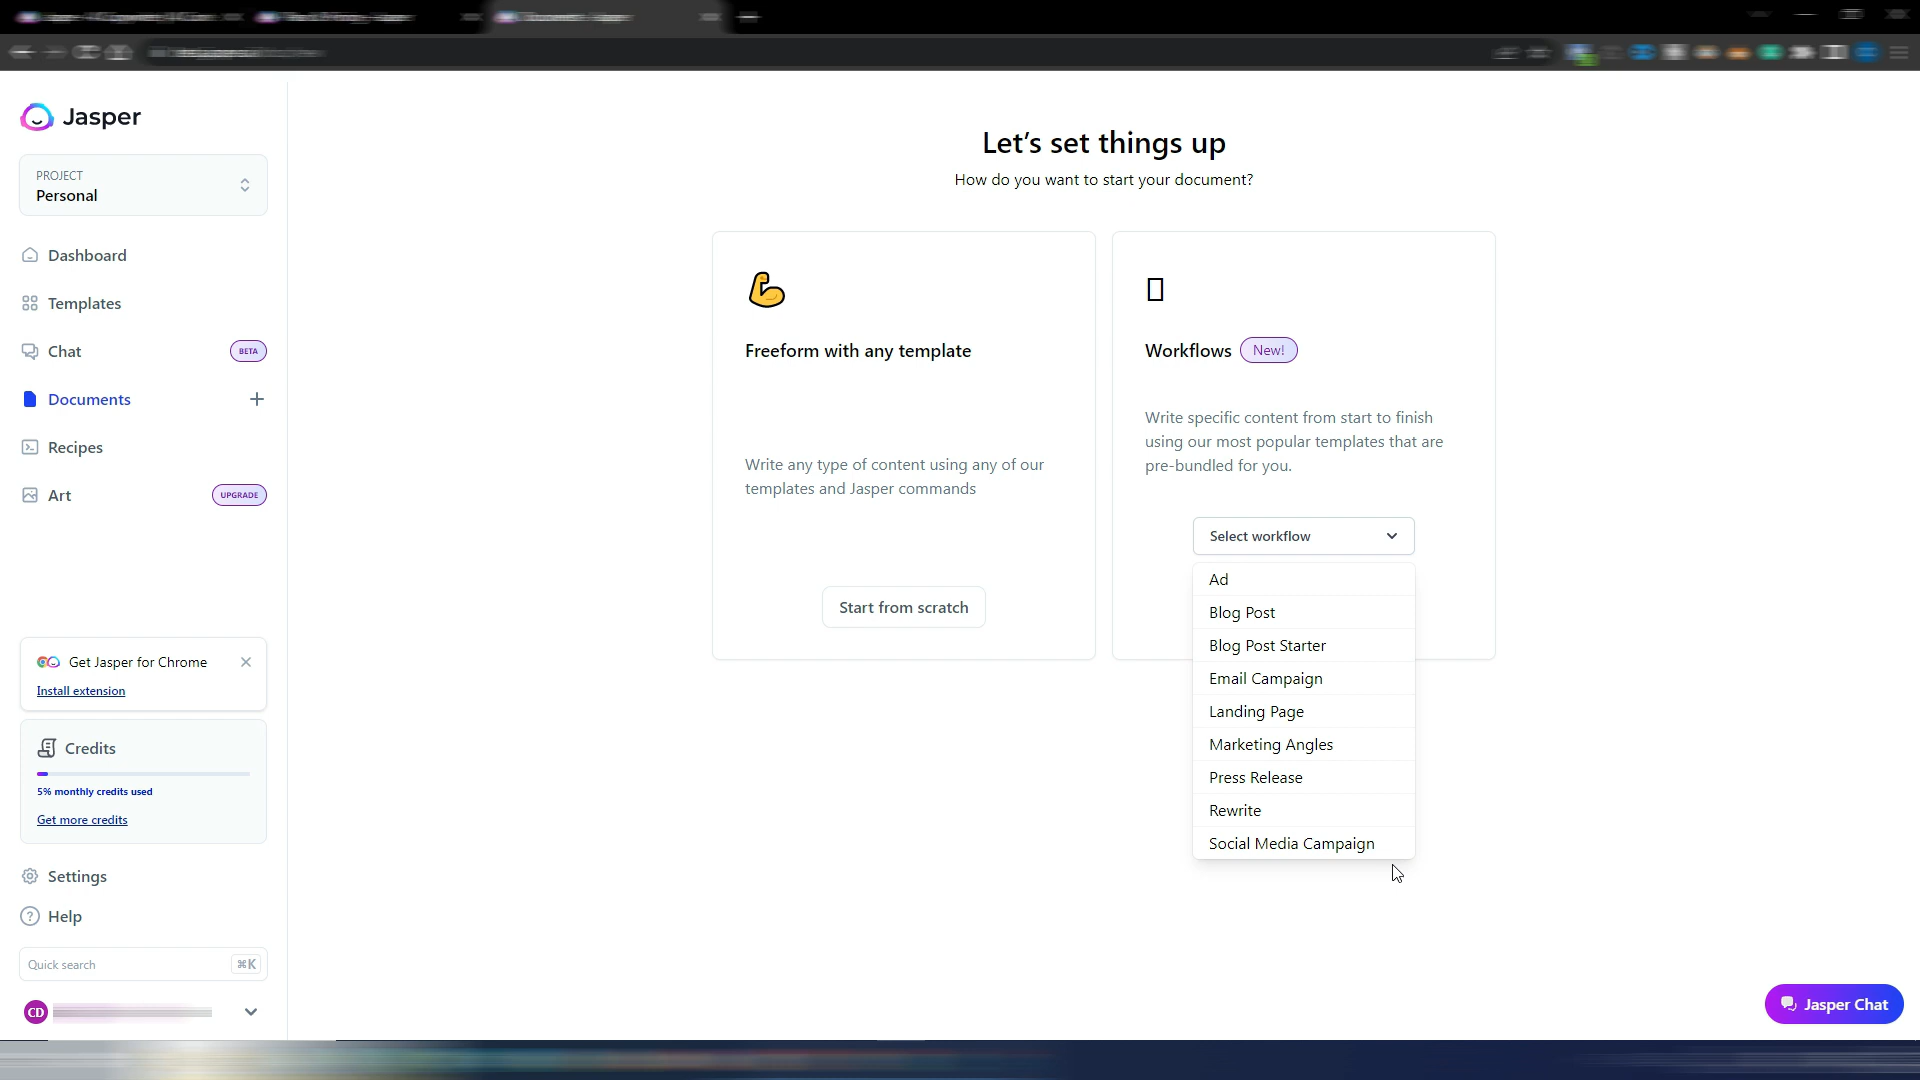 Jasper
PROJECT
Personal
Dashboard
Templates
Chat
BETA
Documents
Recipes
Art
UPGRADE
Get Jasper for Chrome
Install extension
Credits
5% monthly credits used
Get more credits
Settings
Help
Quick search
⌘K
CD
Let's set things up
How do you want to start your document?
Freeform with any template
Write any type of content using any of our
templates and Jasper commands
Start from scratch
Workflows
New!
Write specific content from start to finish
using our most popular templates that are
pre-bundled for you.
Select workflow
Ad
Blog Post
Blog Post Starter
Email Campaign
Landing Page
Marketing Angles
Press Release
Rewrite
Social Media Campaign
Jasper Chat